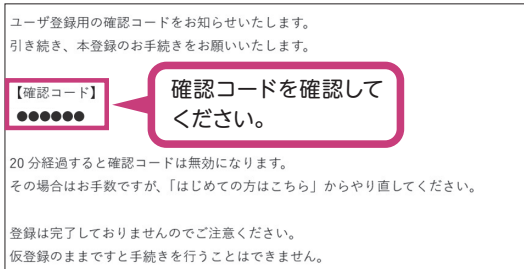 ユーザ登録用の確認コードをお知らせいたします。
引き続き、本登録のお手続きをお願いいたします。
【確認コード】
●●●●●●
確認コードを確認して
ください。
20 分経過すると確認コードは無効になります。
その場合はお手数ですが、「はじめての方はこちら」からやり直してください。
登録は完了しておりませんのでご注意ください。
仮登録のままですと手続きを行うことはできません。